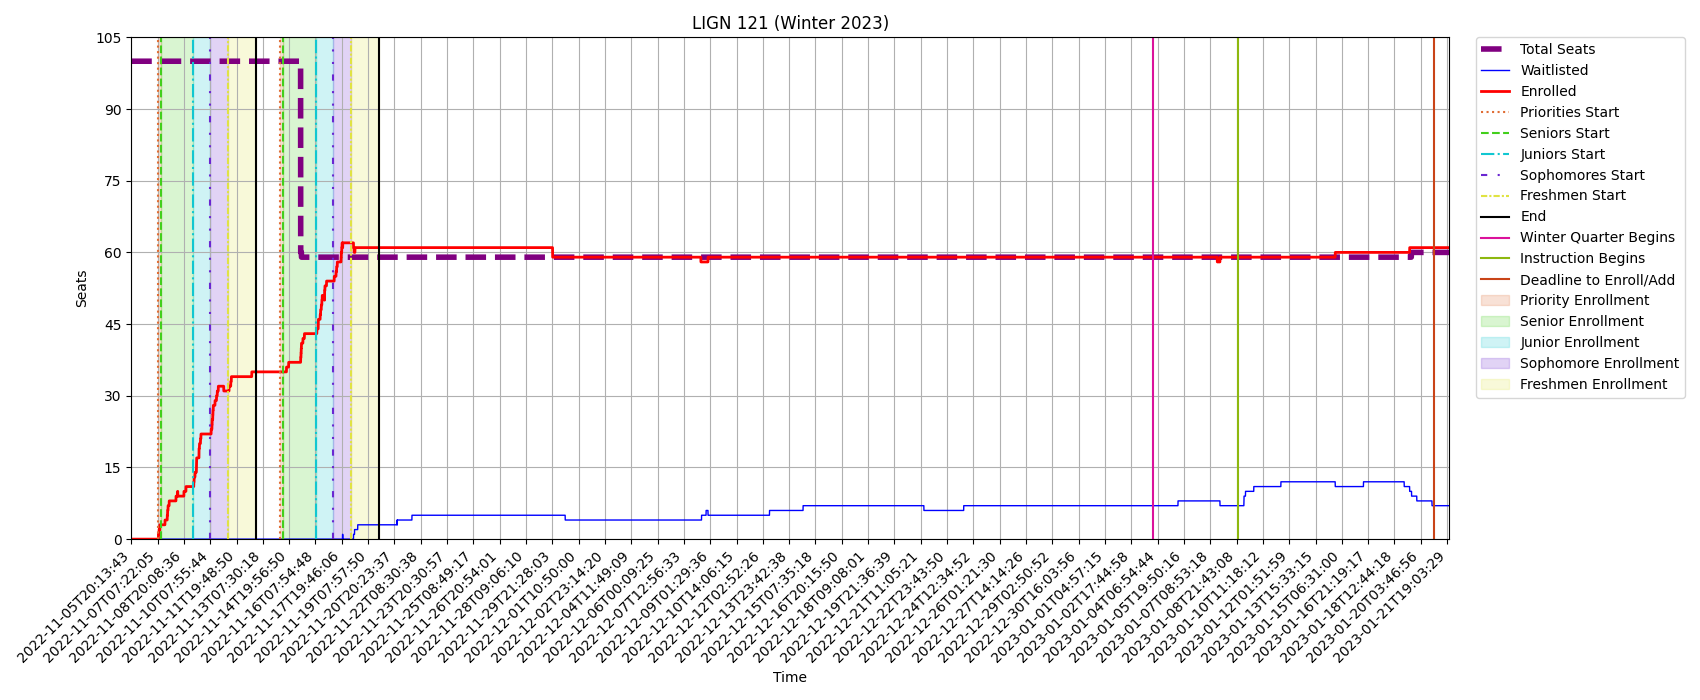 LIGN 121 (Winter 2023)
105
90
75
60
45
30
15
0
Seats
2022-11-05T20:13:43
2022-11-07T07:22:05
2022-11-08T20:08:36
2022-11-10T07:55:44
2022-11-11T19:48:50
2022-11-13T07:30:18
2022-11-14T19:56:50
2022-11-16T07:54:48
2022-11-17T19:46:06
2022-11-19T07:57:50
2022-11-20T20:23:37
2022-11-22T08:30:38
2022-11-23T20:30:57
2022-11-25T08:49:17
2022-11-26T20:54:01
2022-11-28T09:06:10
2022-11-29T21:28:03
2022-12-01T10:50:00
2022-12-02T23:14:20
2022-12-04T11:49:09
2022-12-06T00:09:25
2022-12-07T12:56:33
2022-12-09T01:29:36
2022-12-10T14:06:15
2022-12-12T02:52:26
2022-12-13T23:42:38
2022-12-15T07:35:18
2022-12-16T20:15:50
2022-12-18T09:08:01
2022-12-19T21:36:39
2022-12-21T11:05:21
2022-12-22T23:43:50
2022-12-24T12:34:52
2022-12-26T01:21:30
2022-12-27T14:14:26
2022-12-29T02:50:52
2022-12-30T16:03:56
2023-01-01T04:57:15
2023-01-02T17:44:58
2023-01-04T06:54:44
2023-01-05T19:50:16
2023-01-07T08:53:18
2023-01-08T21:43:08
2023-01-10T11:18:12
2023-01-12T01:51:59
2023-01-13T15:33:15
2023-01-15T06:31:00
2023-01-16T21:19:17
2023-01-18T12:44:18
2023-01-20T03:46:56
2023-01-21T19:03:29
Time
Total Seats
Waitlisted
Enrolled
Priorities Start
Seniors Start
Juniors Start
Sophomores Start
Freshmen Start
End
Winter Quarter Begins
Instruction Begins
Deadline to Enroll/Add
Priority Enrollment
Senior Enrollment
Junior Enrollment
Sophomore Enrollment
Freshmen Enrollment